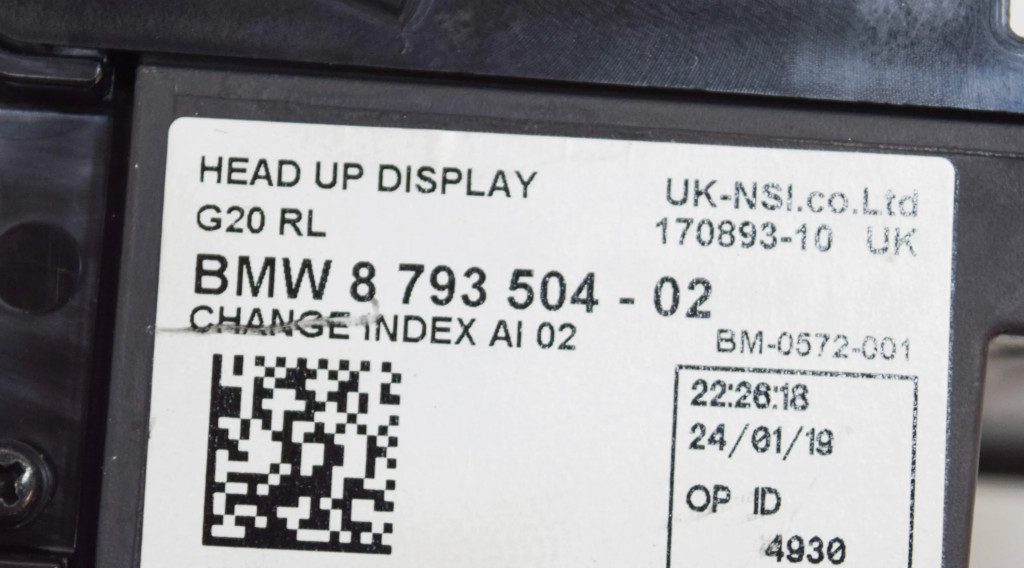 HEAD UP DISPLAY
G20 RL
BMW 8 793 504 - 02
CHANGE INDEX AI 02
UK-NSI.co.Ltd
170893-10 UK
BM-0572-001
22:26:18
24/01/19
OP ID
4930